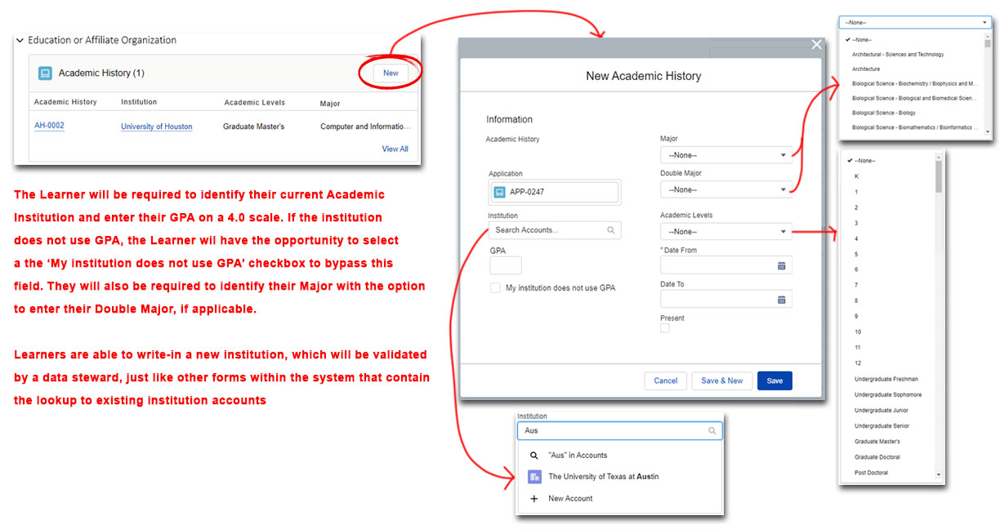 Education or Affiliate Organization
Academic History (1)
New
Academic History
Institution
Academic Levels
Major
AH-0002
University of Houston
Graduate Master's
Computer and Informatio...
View All
The Learner will be required to identify their current Academic
Institution and enter their GPA on a 4.0 scale. If the institution
does not use GPA, the Learner wil have the opportunity to select
a the ‘My institution does not use GPA’ checkbox to bypass this
field. They will also be required to identify their Major with the option
to enter their Double Major, if applicable.
Learners are able to write-in a new institution, which will be validated
by a data steward, just like other forms within the system that contain
the lookup to existing institution accounts
New Academic History
Information
Academic History
Application
APP-0247
Institution
Search Accounts...
GPA
My institution does not use GPA
Major
--None--
Double Major
--None--
Academic Levels
--None--
*Date From
Date To
Present
Cancel
Save & New
Save
Institution
Aus
"Aus" in Accounts
The University of Texas at Austin
New Account
--None--
--None--
Architectural - Sciences and Technology
Architecture
Biological Science - Biochemistry / Biophysics and M...
Biological Science - Biological and Biomedical Scien...
Biological Science - Biology
Biological Science - Biomathematics / Bioinformatics ...
--None--
K
1
2
3
4
5
6
7
8
9
10
11
12
Undergraduate Freshman
Undergraduate Sophomore
Undergraduate Junior
Undergraduate Senior
Graduate Master's
Graduate Doctoral
Post Doctoral